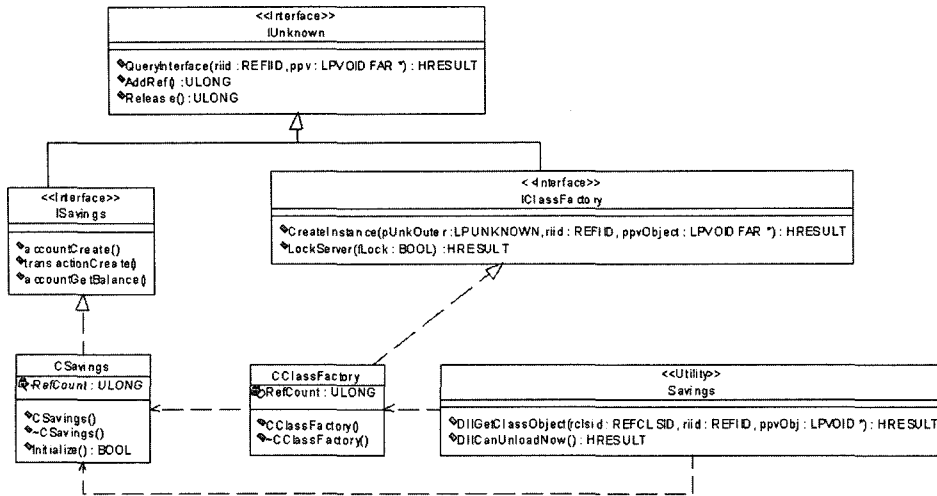 <<Interface>>
IUnknown
QueryInterface(riid : REFIID, ppv : LPVOID FAR *) : HRESULT
AddRef() : ULONG
Release() : ULONG
<<Interface>>
ISavings
accountCreate()
transactionCreate()
accountGetBalance()
<<Interface>>
IClassFactory
CreateInstance(pUnkOuter : LPUNKNOWN, riid : REFIID, ppvObject : LPVOID FAR *) : HRESULT
LockServer(fLock : BOOL) : HRESULT
CSavings
RefCount : ULONG
CSavings()
~CSavings()
Initialize() : BOOL
CClassFactory
RefCount : ULONG
CClassFactory()
~CClassFactory()
<<Utility>>
Savings
DllGetClassObject(rclsid : REFCLSID, riid : REFIID, ppvObj : LPVOID *) : HRESULT
DllCanUnloadNow() : HRESULT